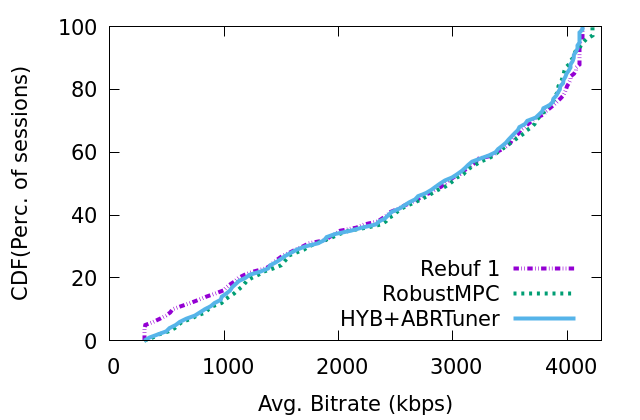 100
80
60
40
20
0
CDF(Perc. of sessions)
Rebuf 1
RobustMPC
HYB+ABRTuner
0 1000 2000 3000 4000
Avg. Bitrate (kbps)